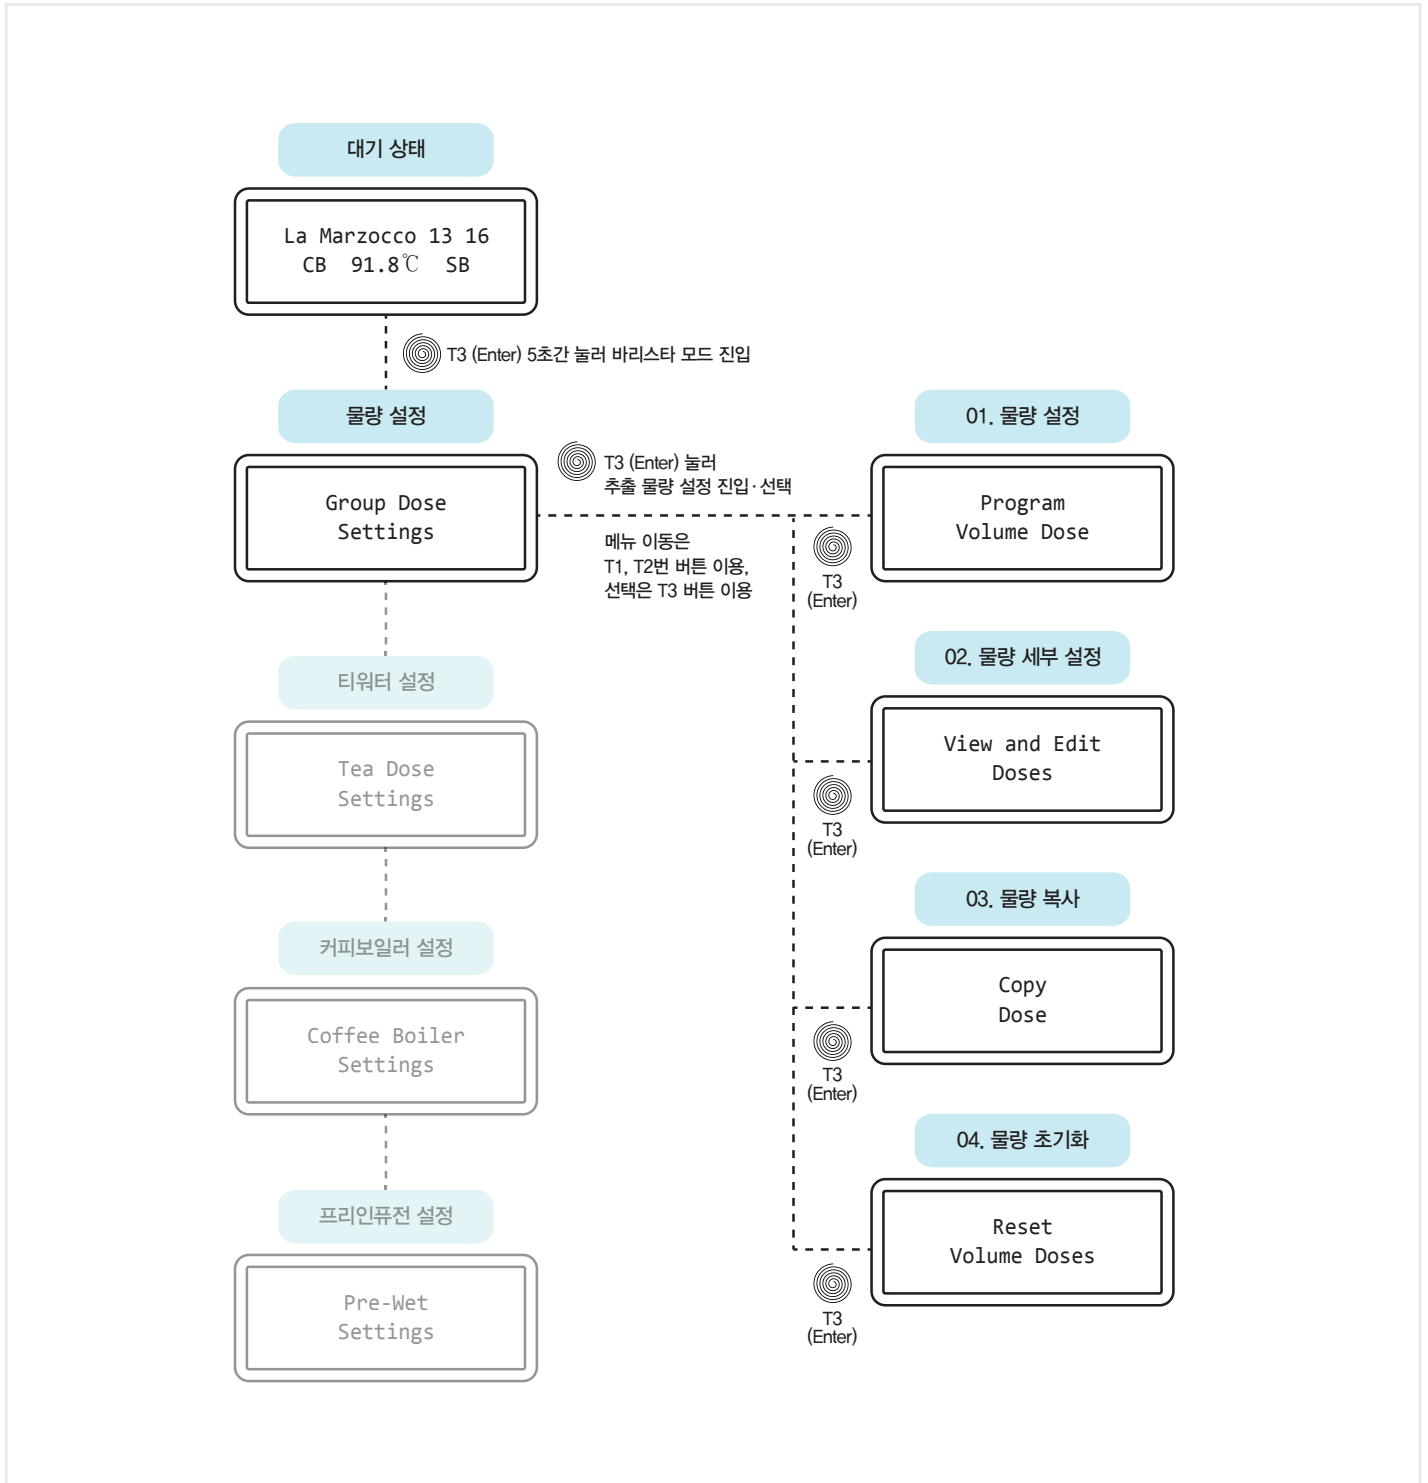 대기 상태
La Marzocco 13 16
CB 91.8℃ SB
T3 (Enter) 5초간 눌러 바리스타 모드 진입
물량 설정
Group Dose
Settings
T3 (Enter) 눌러
추출 물량 설정 진입·선택
메뉴 이동은
T1, T2번 버튼 이용,
선택은 T3 버튼 이용
티워터 설정
Tea Dose
Settings
커피보일러 설정
Coffee Boiler
Settings
프리인퓨전 설정
Pre-Wet
Settings
01. 물량 설정
Program
Volume Dose
T3
(Enter)
02. 물량 세부 설정
View and Edit
Doses
T3
(Enter)
03. 물량 복사
Copy
Dose
T3
(Enter)
04. 물량 초기화
Reset
Volume Doses
T3
(Enter)